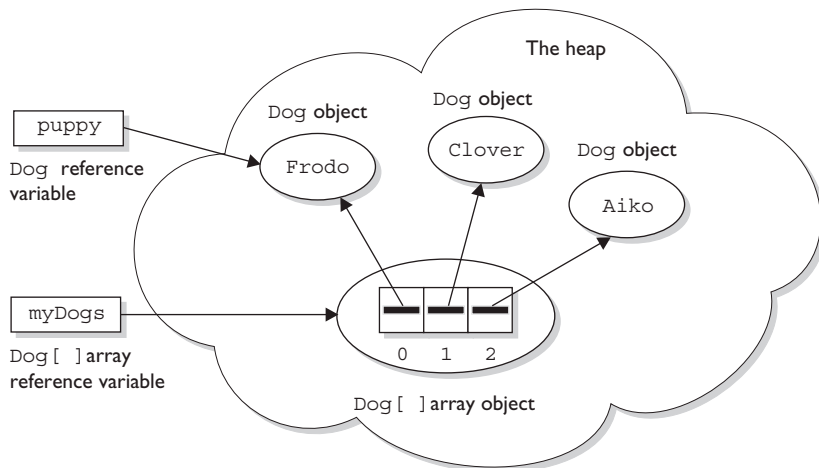 The heap
Dog object
Dog object
puppy
Clover
Dog object
Frodo
Dog reference
variable
Aiko
myDogs
0 1 2
Dog[ ]array
reference variable
Dog[ ]array object